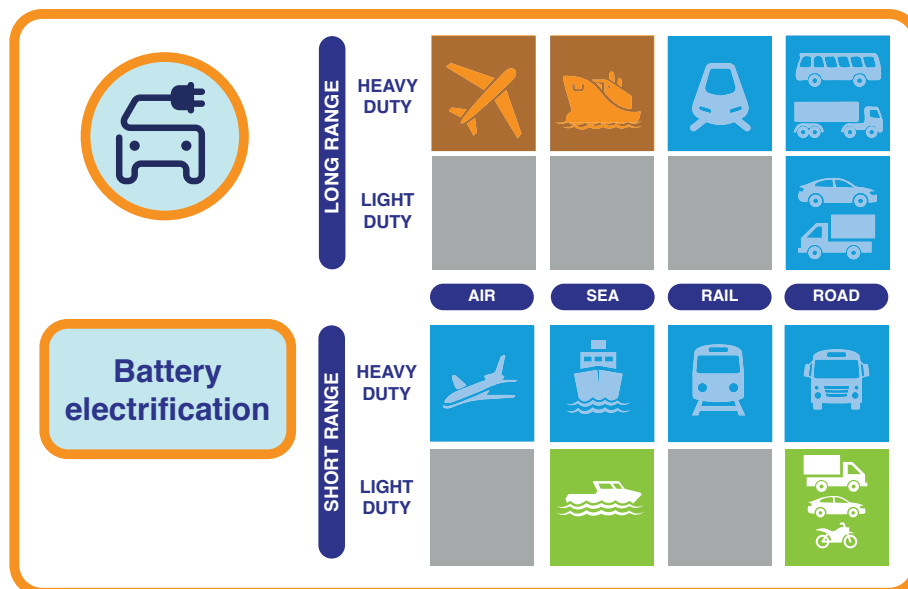 LONG RANGE
HEAVY
DUTY
LIGHT
DUTY
AIR
SEA
RAIL
ROAD
Battery
electrification
SHORT RANGE
HEAVY
DUTY
LIGHT
DUTY